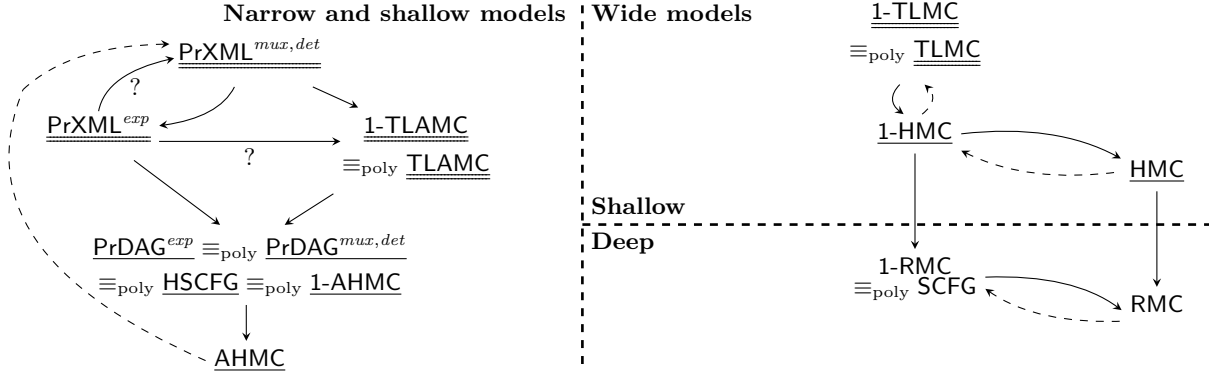 Narrow and shallow models
PrXML^{mux,det}
?
PrXML^{exp}
1-TLAMC
?
≡poly TLAMC
PrDAG^{exp} ≡poly PrDAG^{mux,det}
≡poly HSCFG ≡poly 1-AHMC
AHMC
Wide models
1-TLMC
≡poly TLMC
1-HMC
HMC
Shallow
Deep
1-RMC
≡poly SCFG
RMC